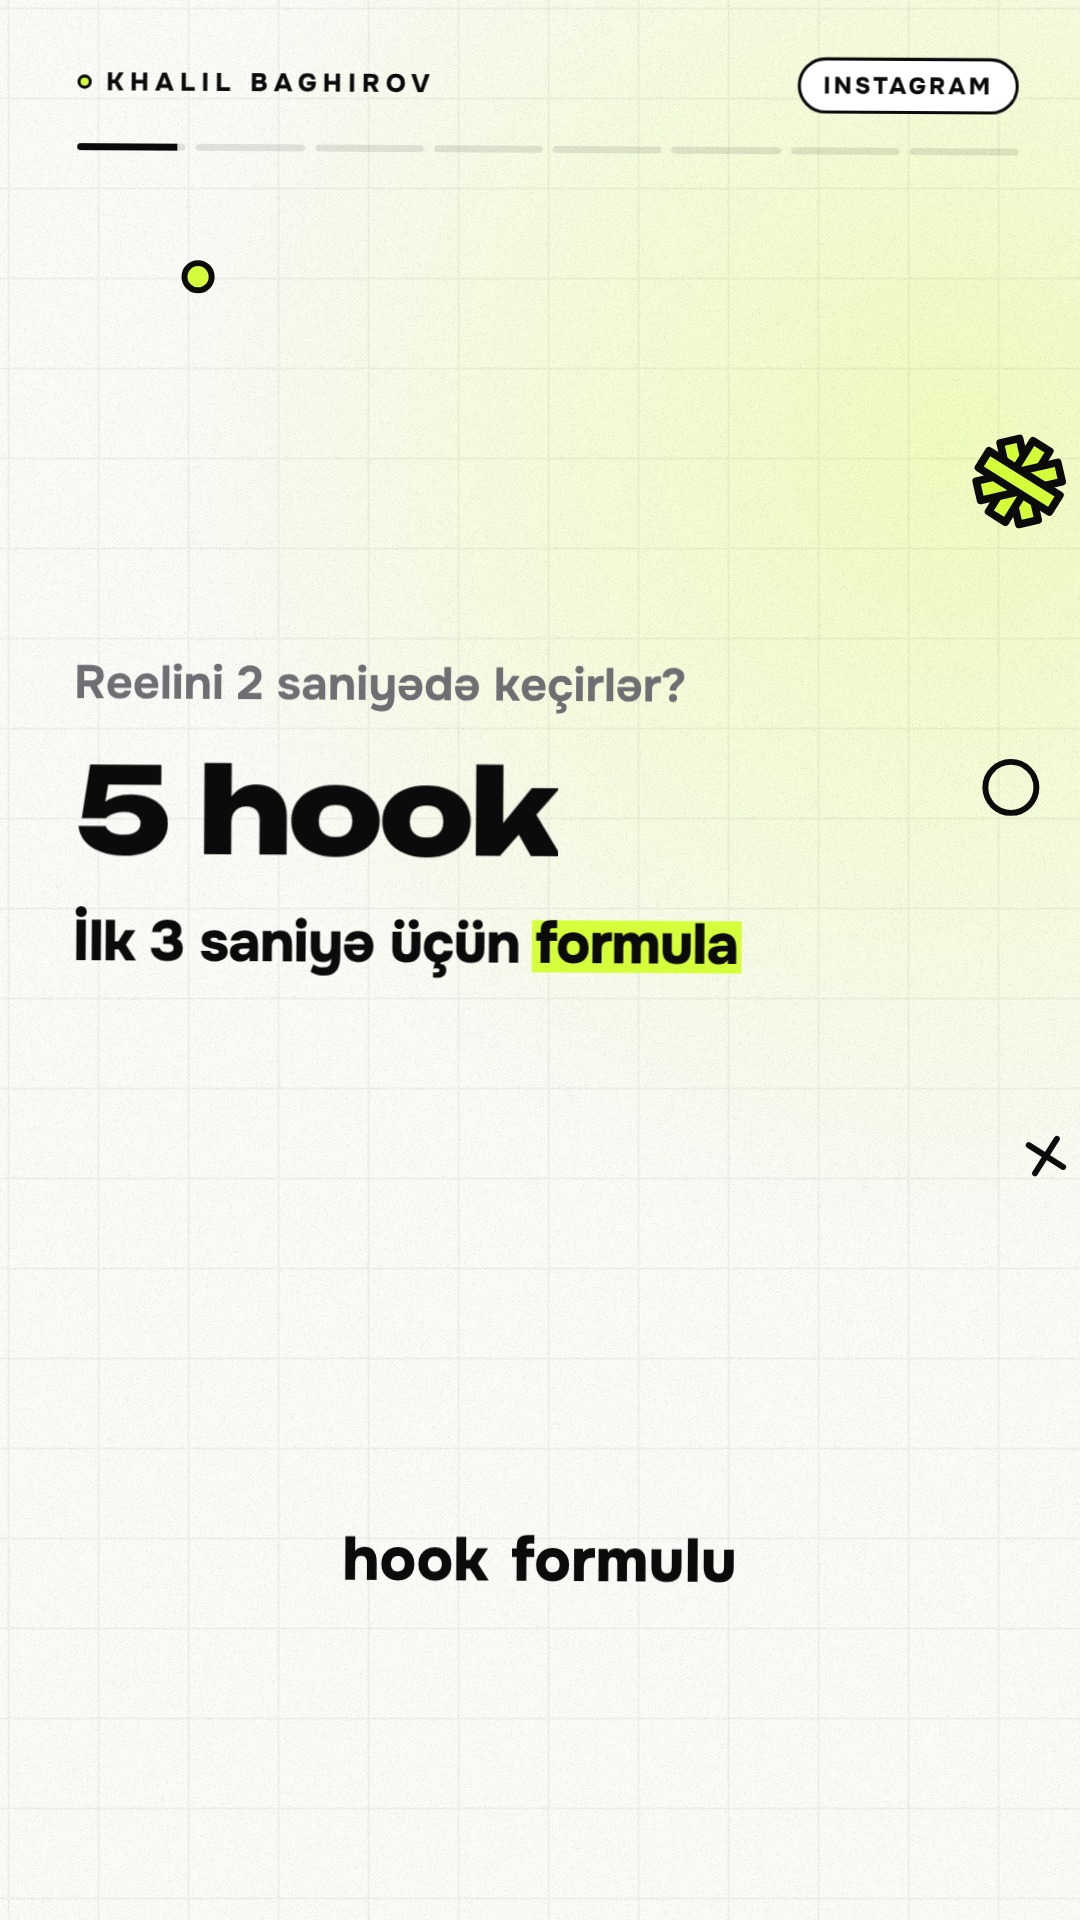 KHALIL BAGHIROV
INSTAGRAM
Reelini 2 saniyədə keçirlər?
5 hook
İlk 3 saniyə üçün formula
hook formulu